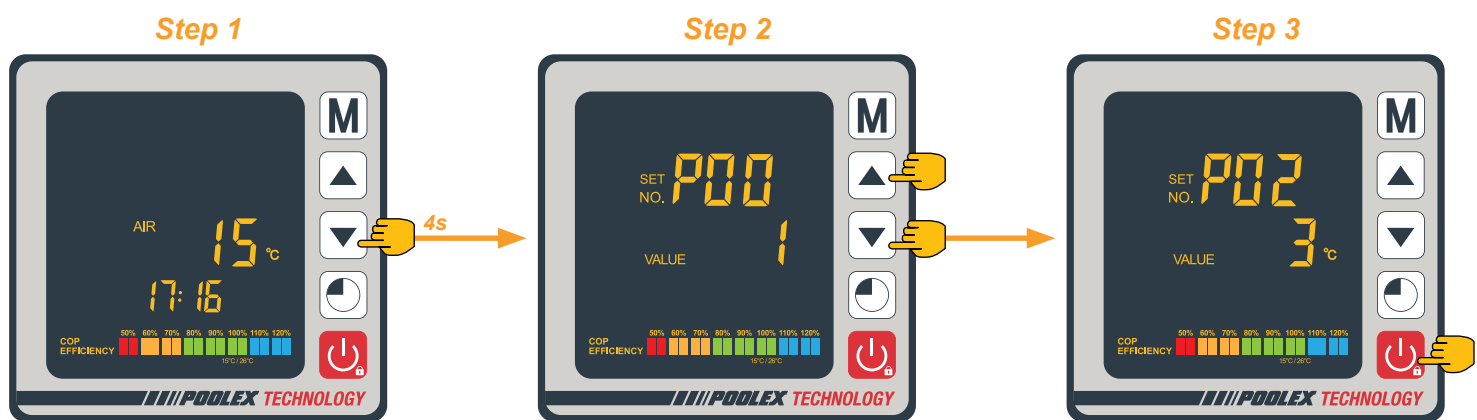 Step 1
M
AIR
15 °C
17:16
COP EFFICIENCY
50% 60% 70% 80% 90% 100% 110% 120%
15°C / 26°C
POOLEX TECHNOLOGY
4s
Step 2
M
SET NO. P00
VALUE 1
COP EFFICIENCY
50% 60% 70% 80% 90% 100% 110% 120%
15°C / 26°C
POOLEX TECHNOLOGY
Step 3
M
SET NO. P02
VALUE 3 °C
COP EFFICIENCY
50% 60% 70% 80% 90% 100% 110% 120%
15°C / 26°C
POOLEX TECHNOLOGY